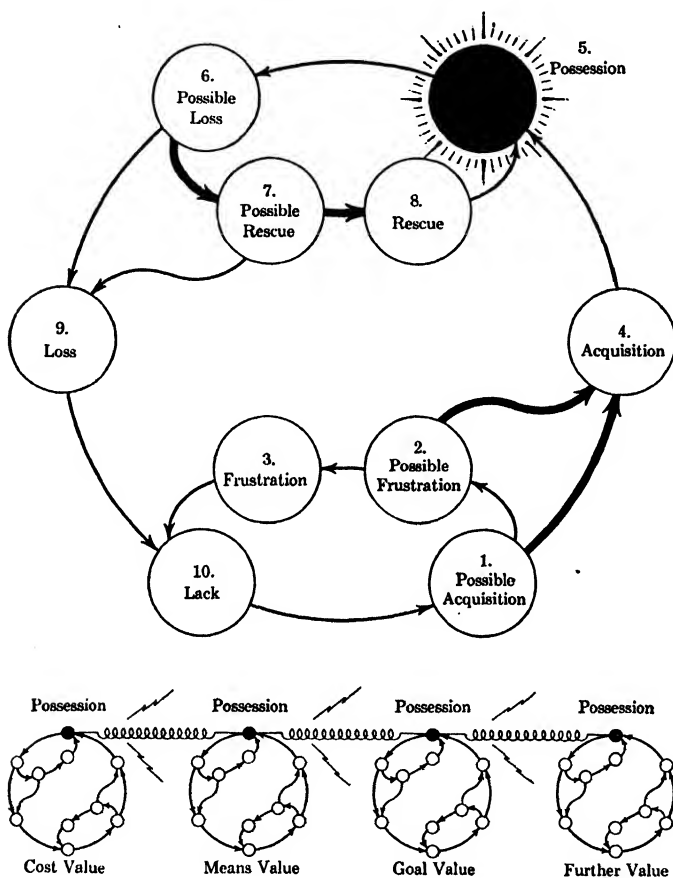 5.
Possession
6.
Possible
Loss
7.
Possible
Rescue
8.
Rescue
9.
Loss
4.
Acquisition
3.
Frustration
2.
Possible
Frustration
10.
Lack
1.
Possible
Acquisition
Possession Possession Possession Possession
Cost Value Means Value Goal Value Further Value